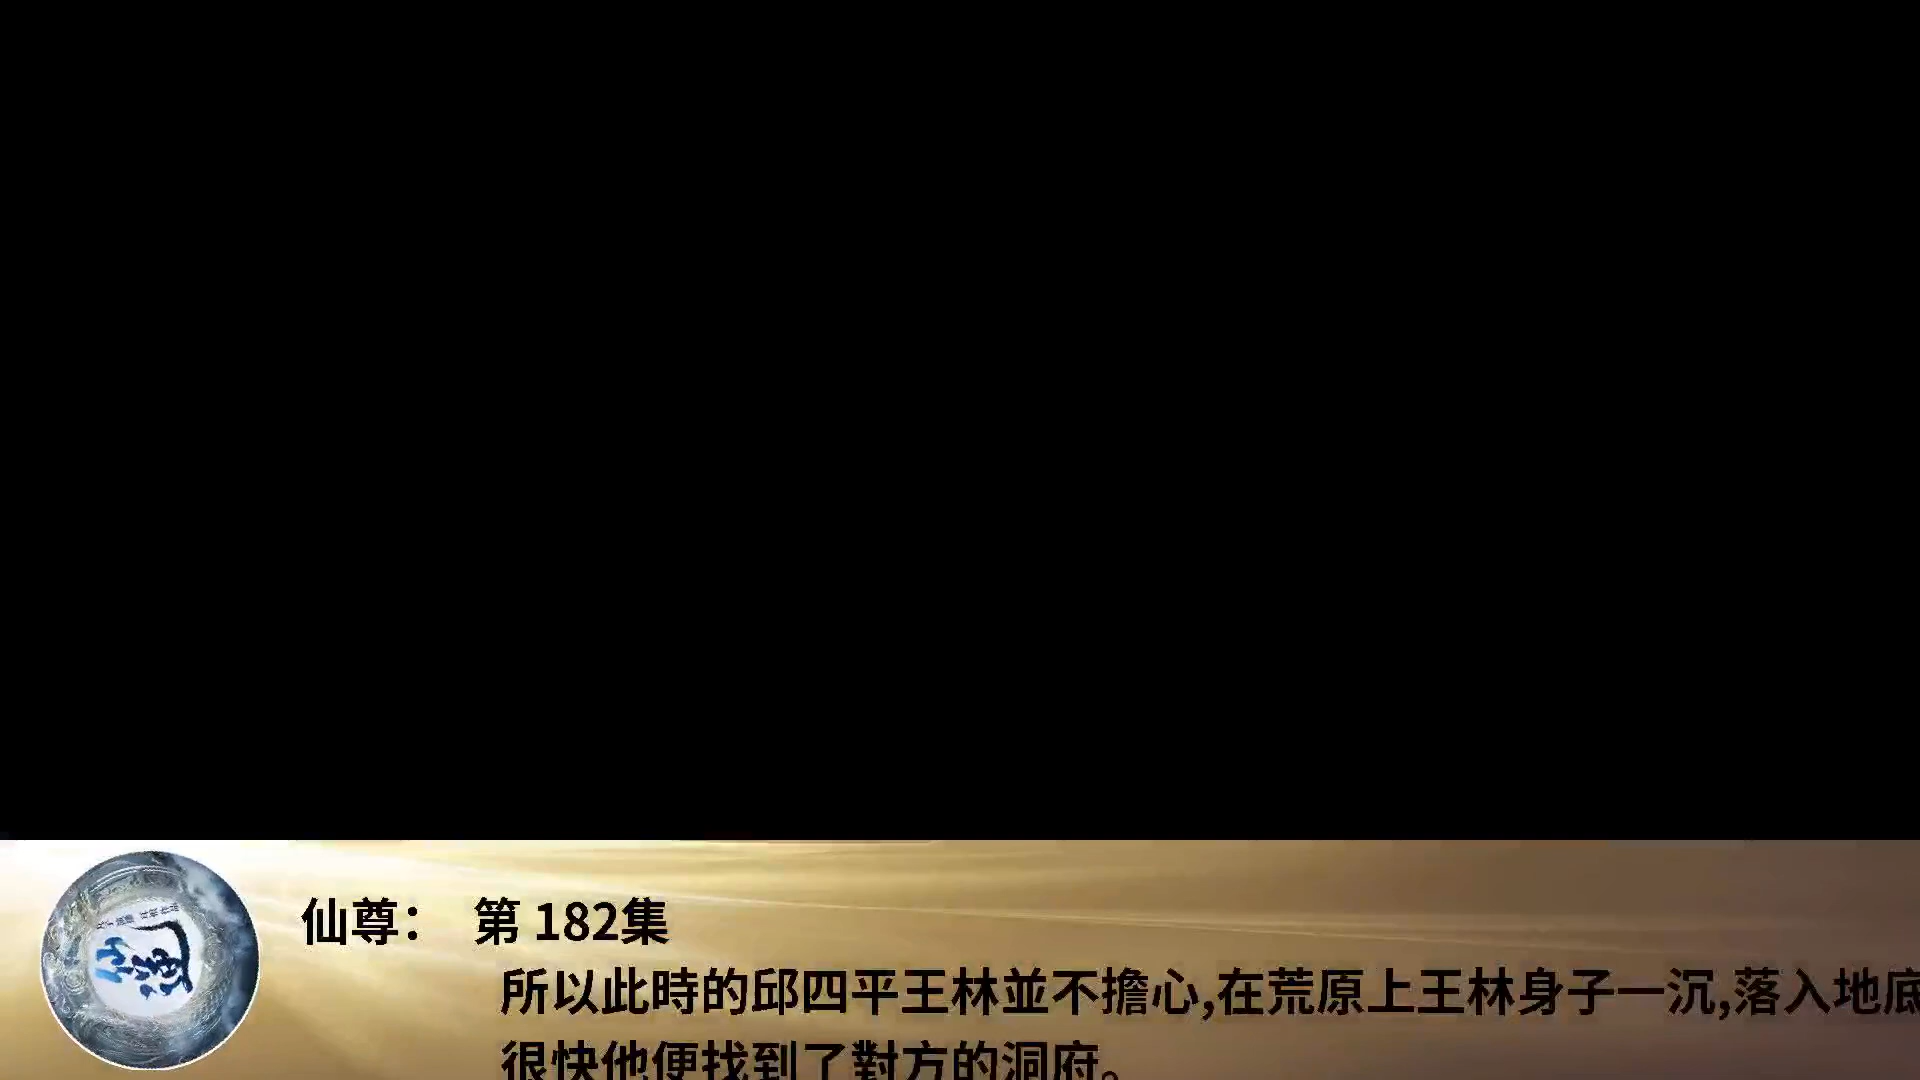 仙尊： 第 182集
所以此時的邱四平王林並不擔心,在荒原上王林身子一沉,落入地底
很快他便找到了對方的洞府。